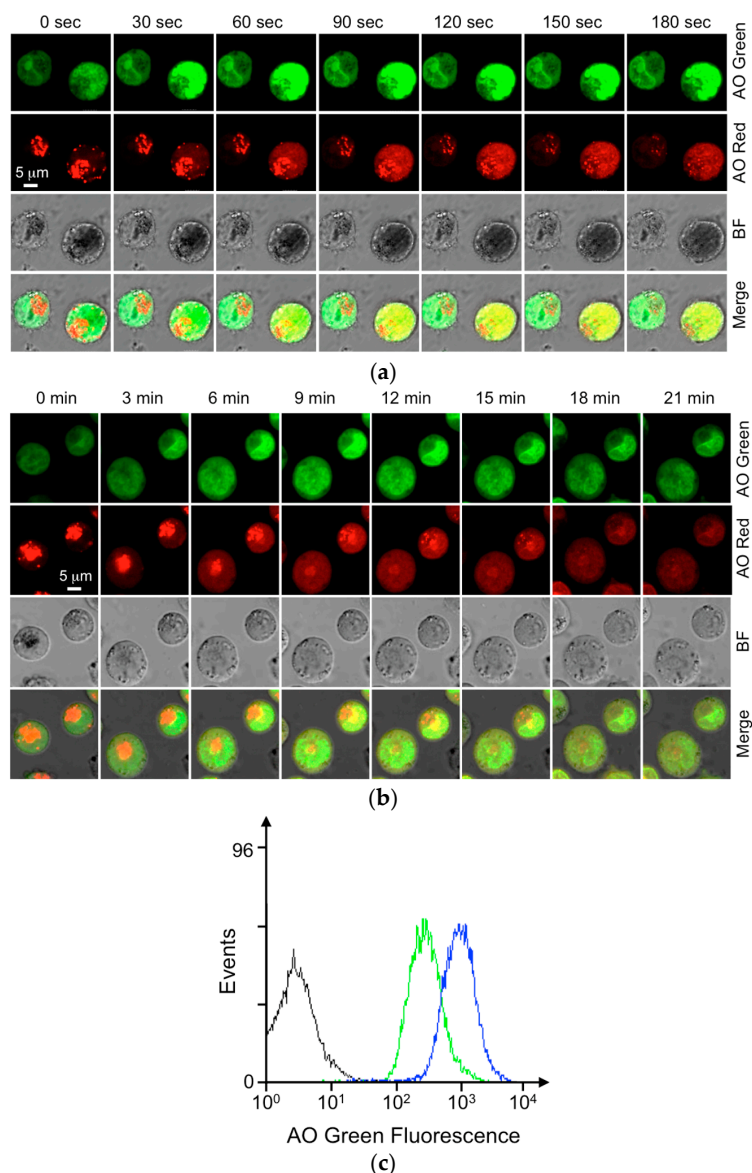 (a)
0 sec 30 sec 60 sec 90 sec 120 sec 150 sec 180 sec
AO Green
AO Red
5 μm
BF
Merge
(b)
0 min 3 min 6 min 9 min 12 min 15 min 18 min 21 min
AO Green
AO Red
5 μm
BF
Merge
(c)
96
Events
0
10⁰ 10¹ 10² 10³ 10⁴
AO Green Fluorescence